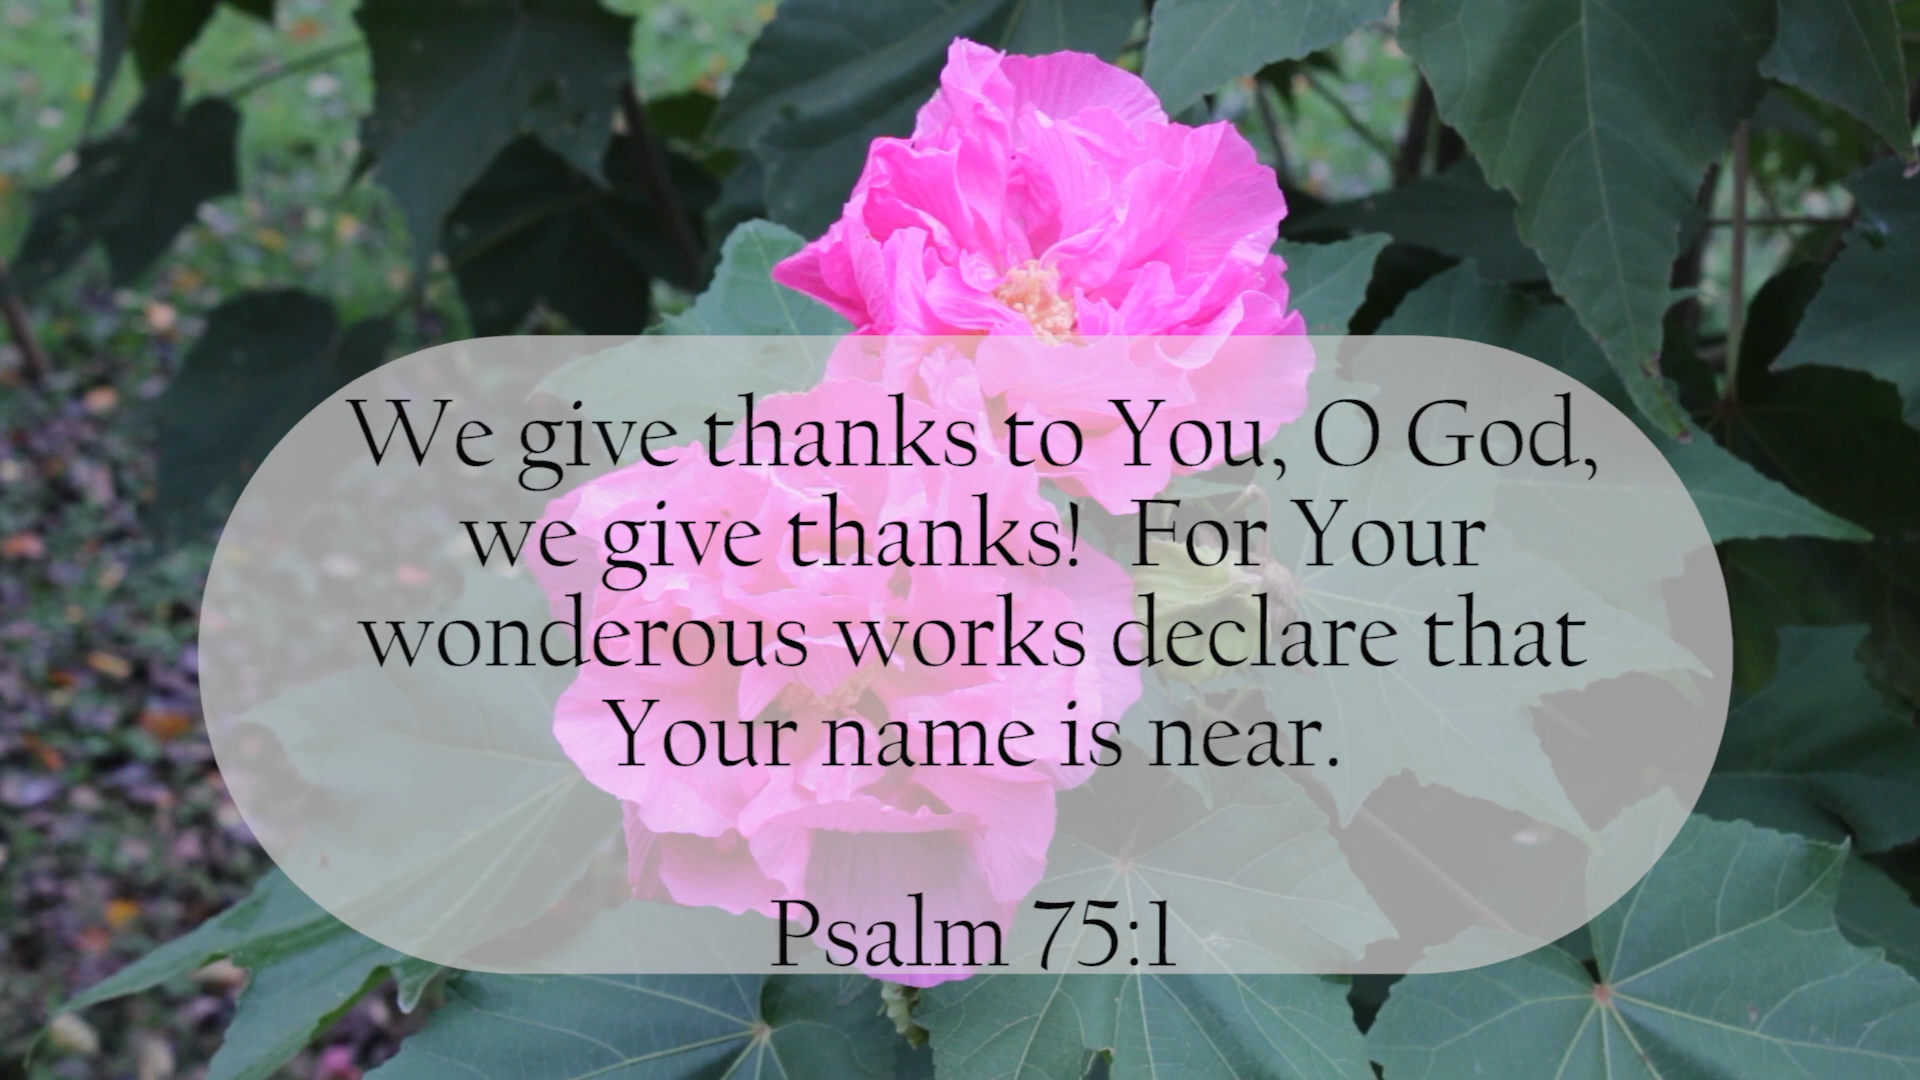 We give thanks to You, O God,
we give thanks!  For Your
wonderous works declare that
Your name is near.
Psalm 75:1